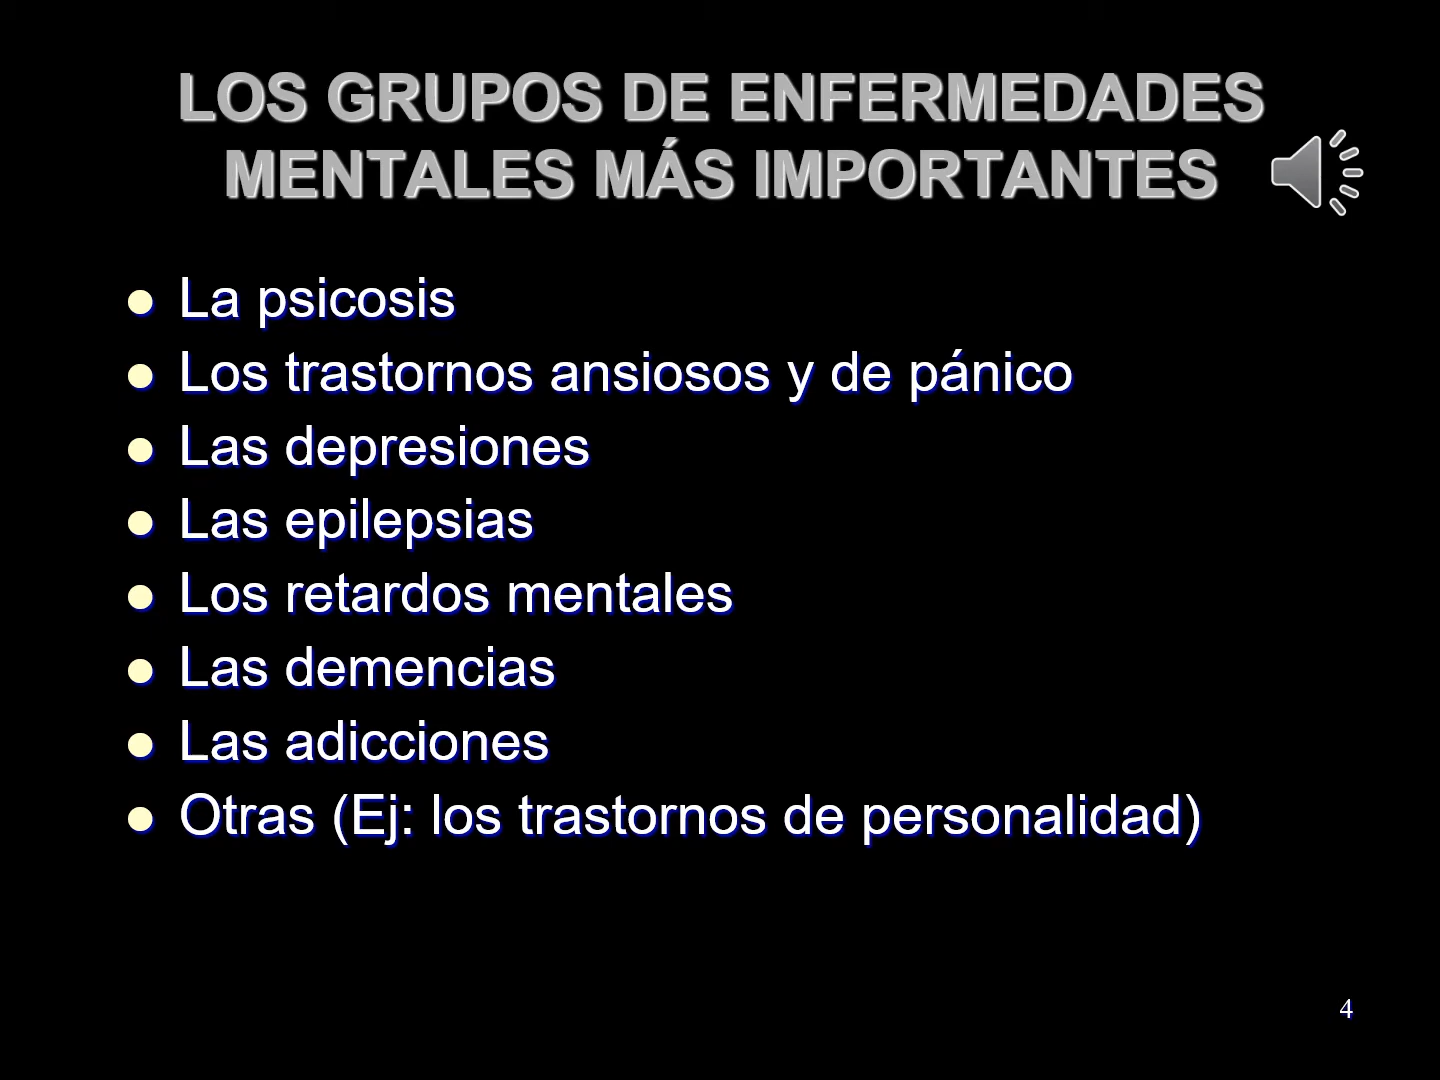 LOS GRUPOS DE ENFERMEDADES
MENTALES MÁS IMPORTANTES
La psicosis
Los trastornos ansiosos y de pánico
Las depresiones
Las epilepsias
Los retardos mentales
Las demencias
Las adicciones
Otras (Ej: los trastornos de personalidad)
4